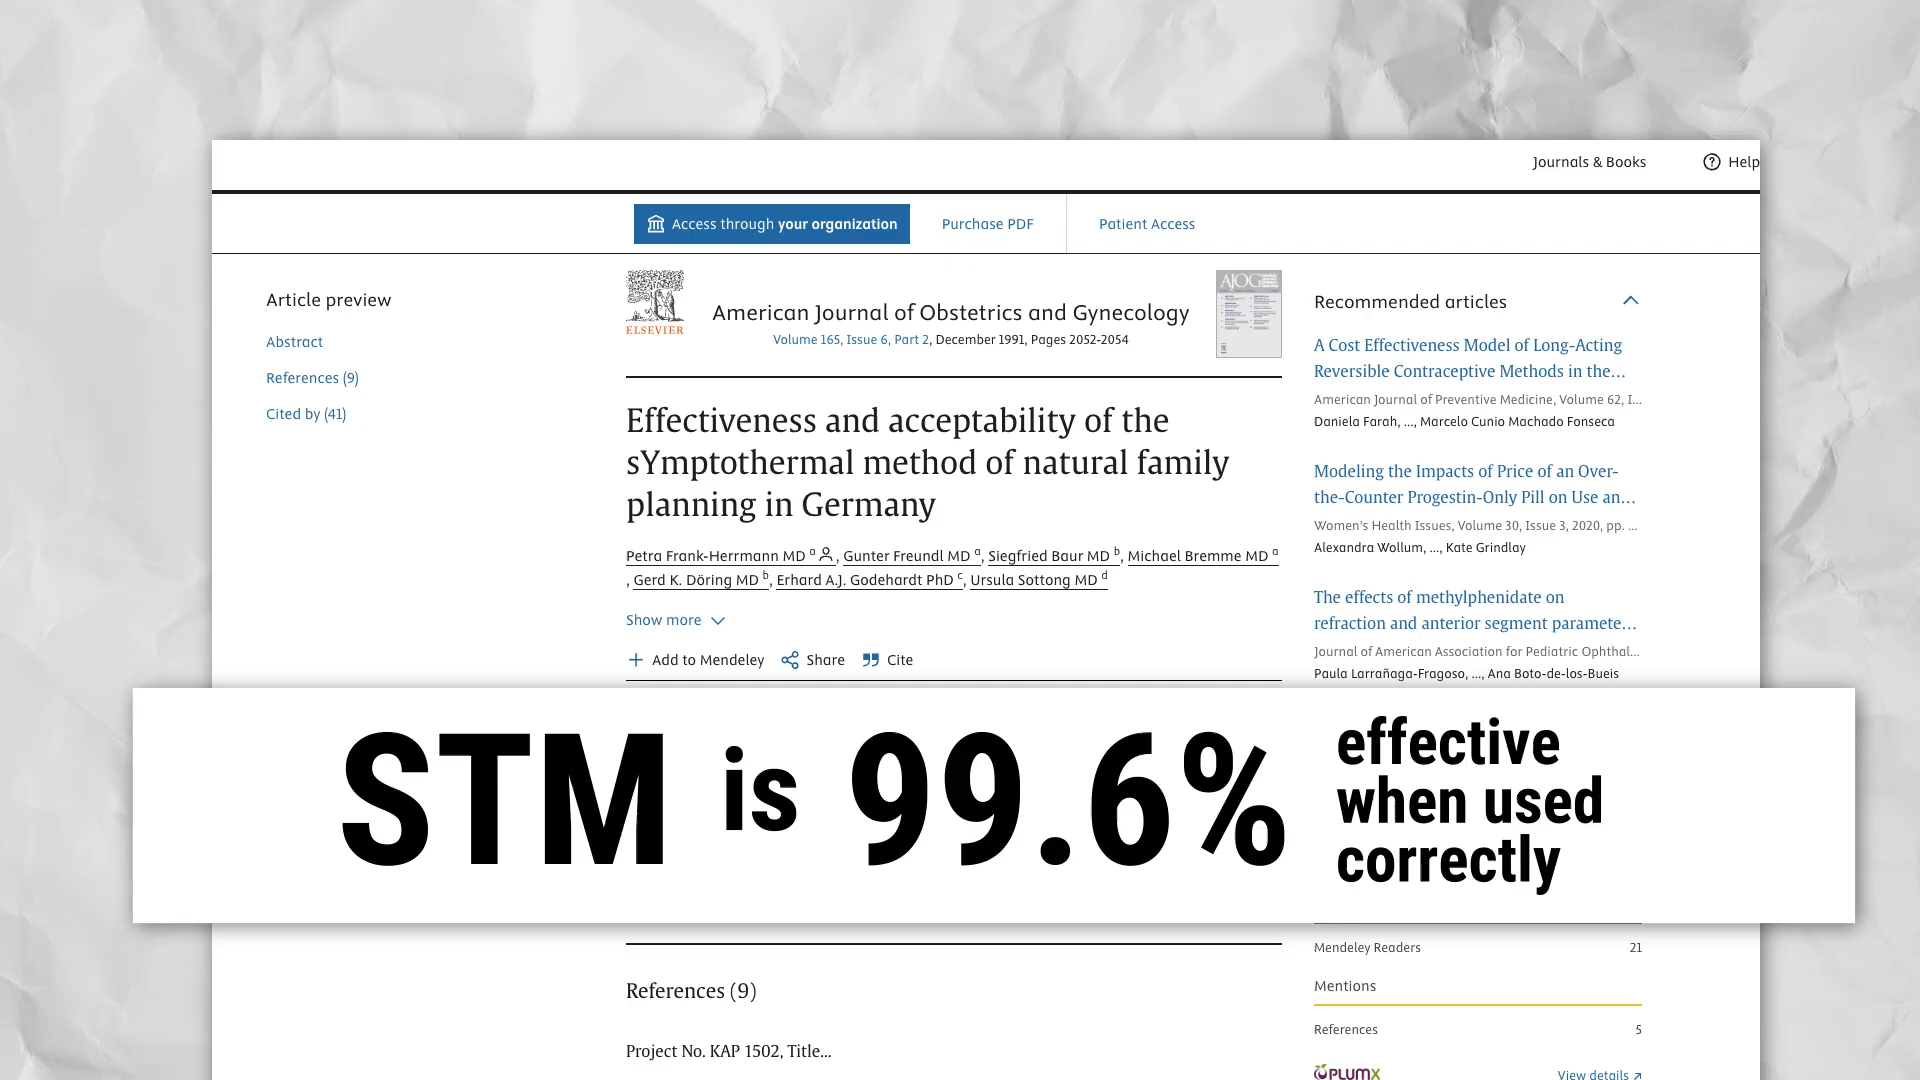 Journals & Books
Help
Access through your organization
Purchase PDF
Patient Access
Article preview
Abstract
References (9)
Cited by (41)
ELSEVIER
American Journal of Obstetrics and Gynecology
Volume 165, Issue 6, Part 2, December 1991, Pages 2052-2054
AJOG
Effectiveness and acceptability of the
sYmptothermal method of natural family
planning in Germany
Petra Frank-Herrmann MD a, Gunter Freundl MD a, Siegfried Baur MD b, Michael Bremme MD a
, Gerd K. Döring MD b, Erhard A.J. Godehardt PhD c, Ursula Sottong MD d
Show more
Add to Mendeley
Share
Cite
Recommended articles
A Cost Effectiveness Model of Long-Acting
Reversible Contraceptive Methods in the…
American Journal of Preventive Medicine, Volume 62, I…
Daniela Farah, …, Marcelo Cunio Machado Fonseca
Modeling the Impacts of Price of an Over-
the-Counter Progestin-Only Pill on Use an…
Women's Health Issues, Volume 30, Issue 3, 2020, pp. …
Alexandra Wollum, …, Kate Grindlay
The effects of methylphenidate on
refraction and anterior segment paramete…
Journal of American Association for Pediatric Ophthal…
Paula Larrañaga-Fragoso, …, Ana Boto-de-los-Bueis
STM is 99.6%
effective
when used
correctly
References (9)
Project No. KAP 1502, Title…
Mendeley Readers 21
Mentions
References 5
PLUMX
View details